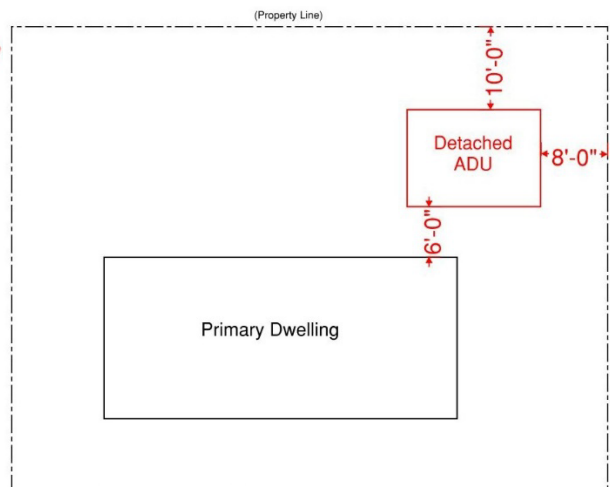 (Property Line)
10'-0"
Detached
ADU
8'-0"
6'-0"
Primary Dwelling